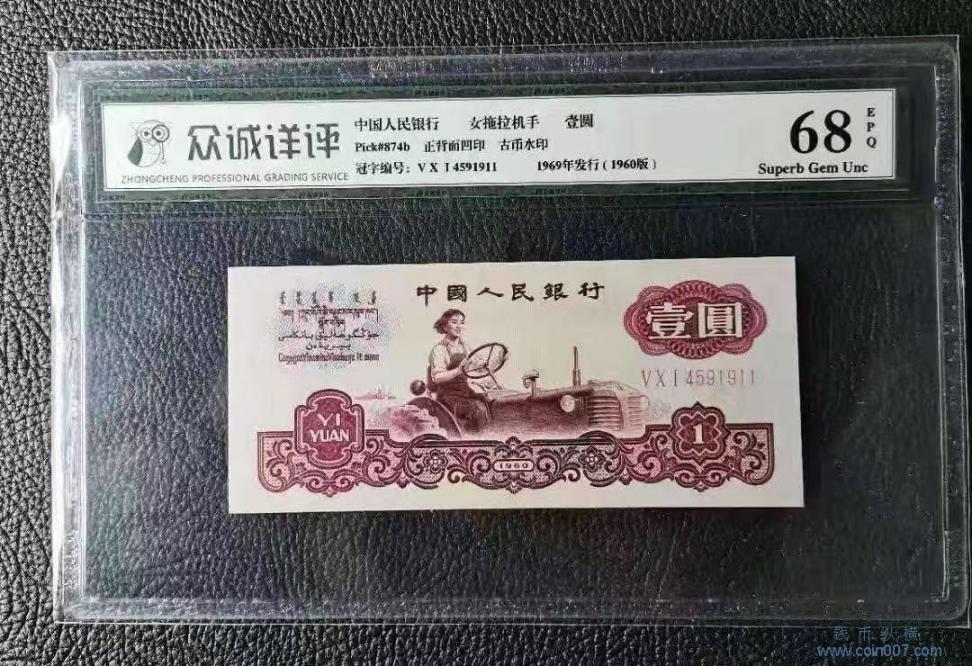 众诚详评
ZHONGCHENG PROFESSIONAL GRADING SERVICE
中国人民银行 女拖拉机手 壹圆
Pick#874b 正背面凹印 古币水印
冠字编号：V X I 4591911 1969年发行（1960版）
68
EPQ
Superb Gem Unc
中國人民銀行
壹圓
VX I 4591911
YI
YUAN
1960
1
钱币纵横
www.coin007.com